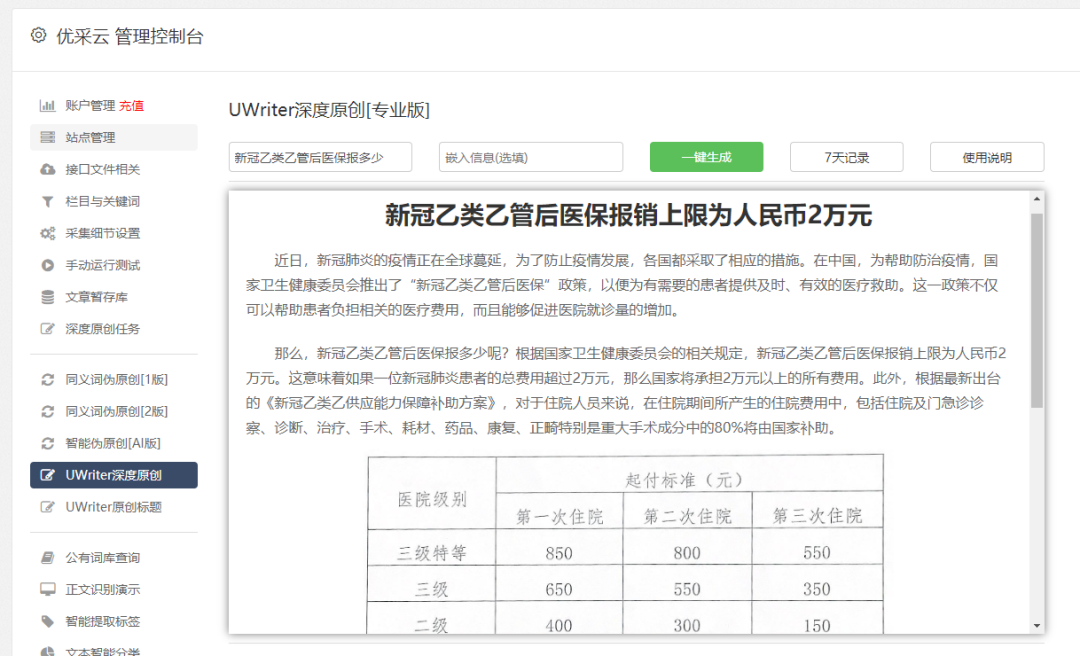 优采云 管理控制台
账户管理 充值
站点管理
接口文件相关
栏目与关键词
采集细节设置
手动运行测试
文章暂存库
深度原创任务
同义词伪原创[1版]
同义词伪原创[2版]
智能伪原创[AI版]
UWriter深度原创
UWriter原创标题
公有词库查询
正文识别演示
智能提取标签
文本智能分类
UWriter深度原创[专业版]
新冠乙类乙管后医保报多少
嵌入信息(选填)
一键生成
7天记录
使用说明
新冠乙类乙管后医保报销上限为人民币2万元
近日，新冠肺炎的疫情正在全球蔓延，为了防止疫情发展，各国都采取了相应的措施。在中国，为帮助防治疫情，国
家卫生健康委员会推出了“新冠乙类乙管后医保”政策，以便为有需要的患者提供及时、有效的医疗救助。这一政策不仅
可以帮助患者负担相关的医疗费用，而且能够促进医院就诊量的增加。
那么，新冠乙类乙管后医保报多少呢？根据国家卫生健康委员会的相关规定，新冠乙类乙管后医保报销上限为人民币2
万元。这意味着如果一位新冠肺炎患者的总费用超过2万元，那么国家将承担2万元以上的所有费用。此外，根据最新出台
的《新冠乙类乙供应能力保障补助方案》，对于住院人员来说，在住院期间所产生的住院费用中，包括住院及门急诊诊
察、诊断、治疗、手术、耗材、药品、康复、正畸特别是重大手术成分中的80%将由国家补助。
医院级别 起付标准（元）
第一次住院 第二次住院 第三次住院
三级特等 850 800 550
三级 650 550 350
二级 400 300 150